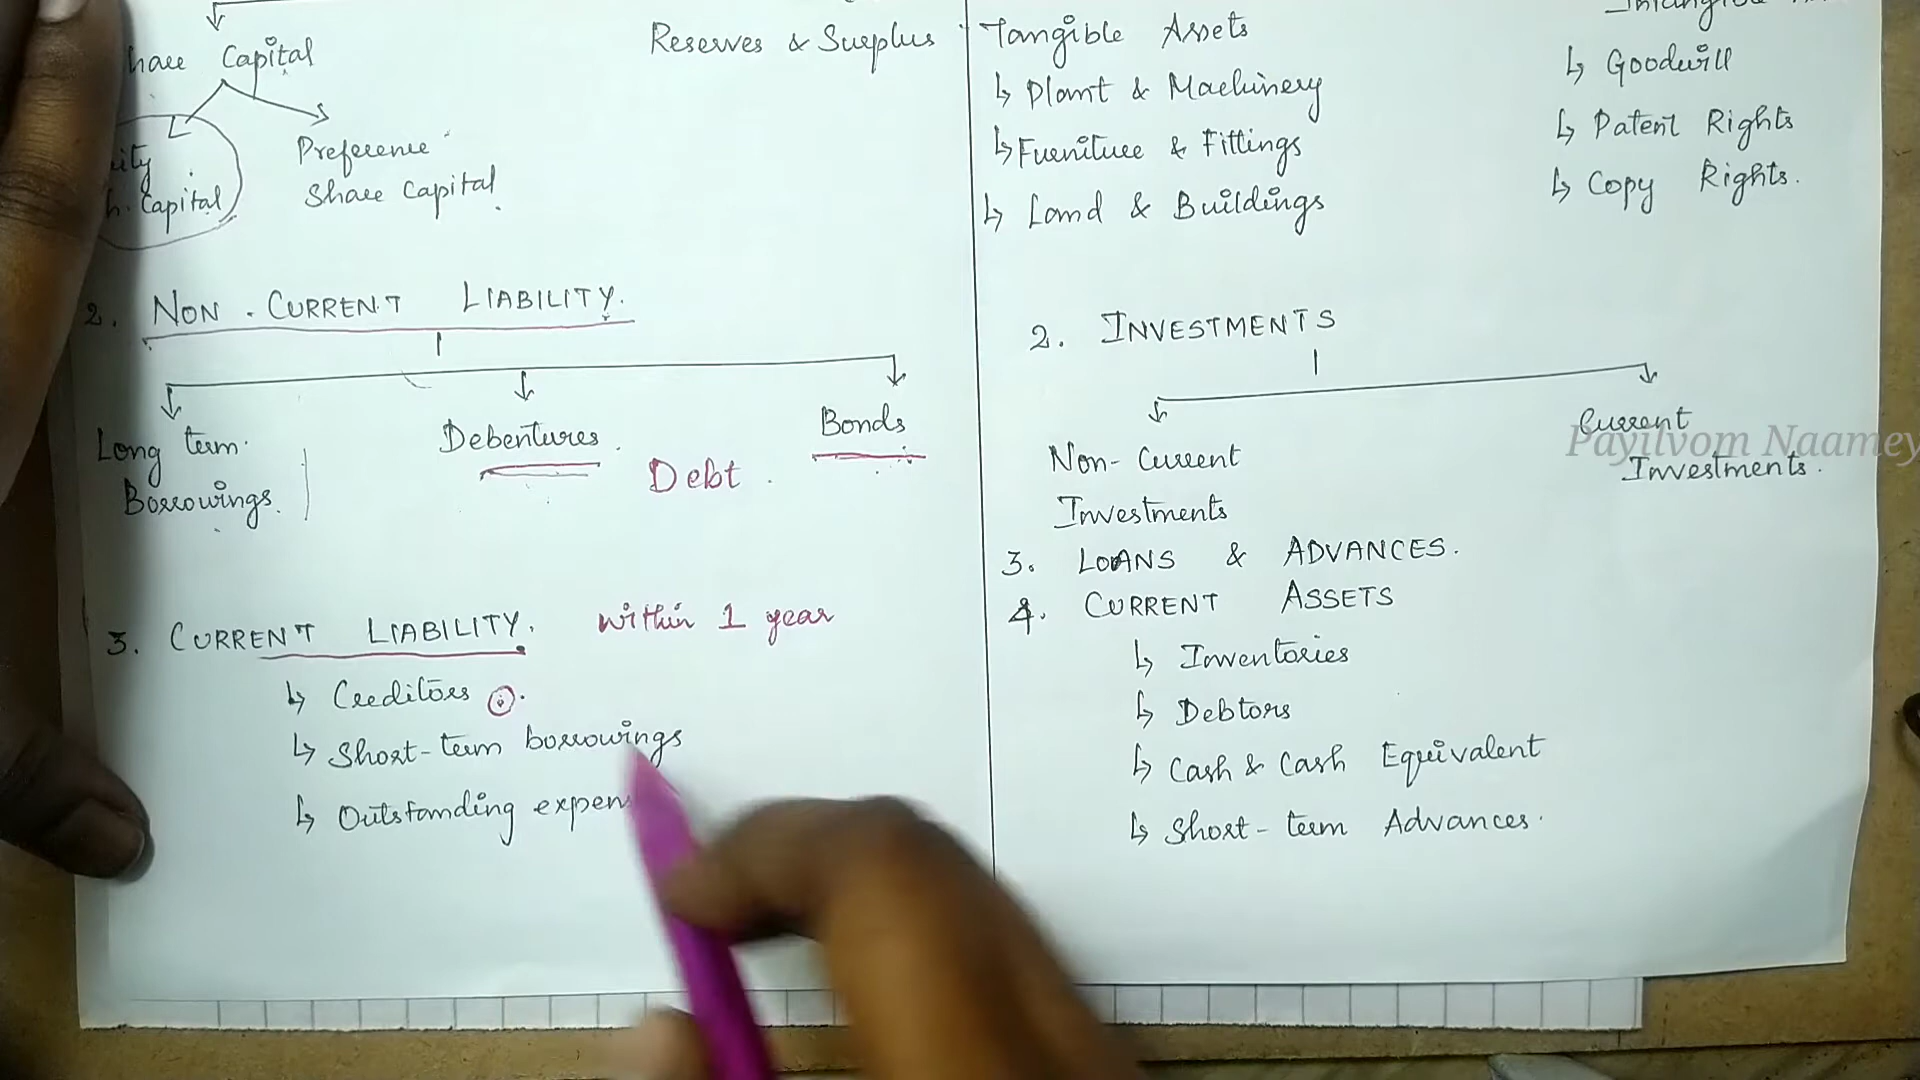 Share Capital
Reserves & Surplus
Preference
Share Capital
Sh. Capital
2. NON-CURRENT LIABILITY.
Long term
Borrowings.
Debentures.
Debt.
Bonds
3. CURRENT LIABILITY. Within 1 year
↳ Creditors
↳ Short-term borrowings
↳ Outstanding
Tangible Assets
↳ Plant & Machinery
↳ Furniture & Fittings
↳ Land & Buildings
↳ Goodwill
↳ Patent Rights
↳ Copy Rights.
2. INVESTMENTS
Non-Current
Investments
Current
Investments.
Payilvom Naamey
3. LOANS & ADVANCES.
4. CURRENT ASSETS
↳ Inventories
↳ Debtors
↳ Cash & Cash Equivalent
↳ Short-term Advances.